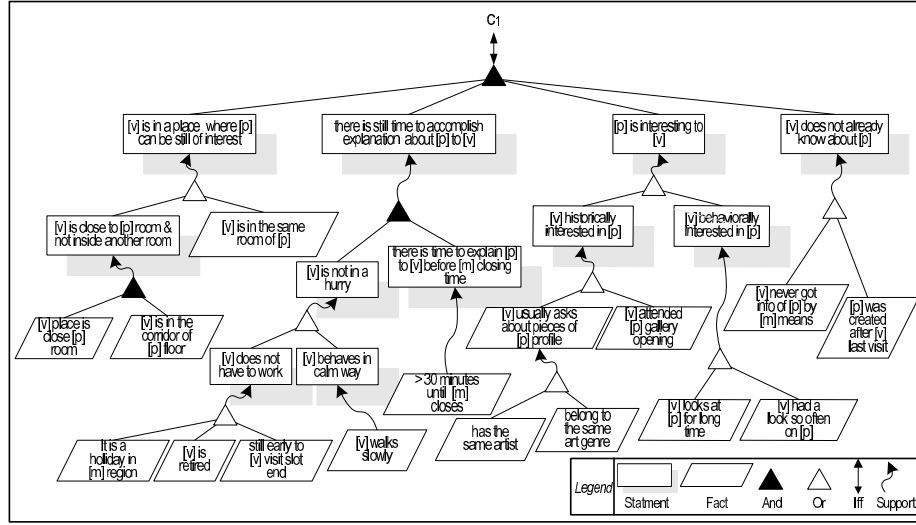 C1
[v] is in a place where [p]
can be still of interest
there is still time to accomplish
explanation about [p] to [v]
[p] is interesting to
[v]
[v] does not already
know about [p]
[v] is close to [p] room &
not inside another room
[v] is in the same
room of [p]
[v] historically
interested in [p]
[v] behaviorally
interested in [p]
[v] is not in a
hurry
there is time to explain [p]
to [v] before [m] closing
time
[v] place is
close [p]
room
[v] is in the
corridor of
[p] floor
[v] usually asks
about pieces of
[p] profile
[v] attended
[p] gallery
opening
[v] never got
info of [p] by
[m] means
[p] was
created
after [v]
last visit
[v] does not
have to work
[v] behaves in
calm way
> 30 minutes
until [m]
closes
has the
same artist
belong to
the same
art genre
[v] looks at
[p] for long
time
[v] had a
look so often
on [p]
It is a
holiday in
[m] region
[v] is
retired
still early to
[v] visit slot
end
[v] walks
slowly
Legend
Statment
Fact
And
Or
Iff
Support